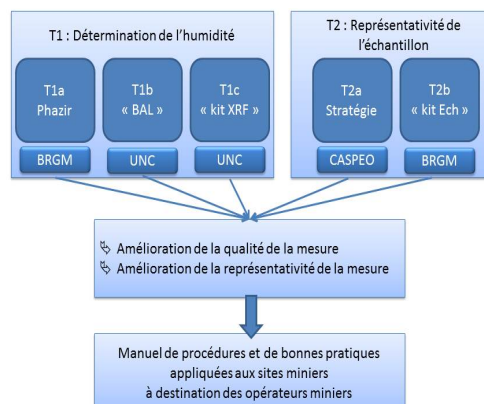 T1 : Détermination de l'humidité
T1a
Phazir
BRGM
T1b
« BAL »
UNC
T1c
« kit XRF »
UNC
T2 : Représentativité de
l'échantillon
T2a
Stratégie
CASPEO
T2b
« kit Ech »
BRGM
Amélioration de la qualité de la mesure
Amélioration de la représentativité de la mesure
Manuel de procédures et de bonnes pratiques
appliquées aux sites miniers
à destination des opérateurs miniers